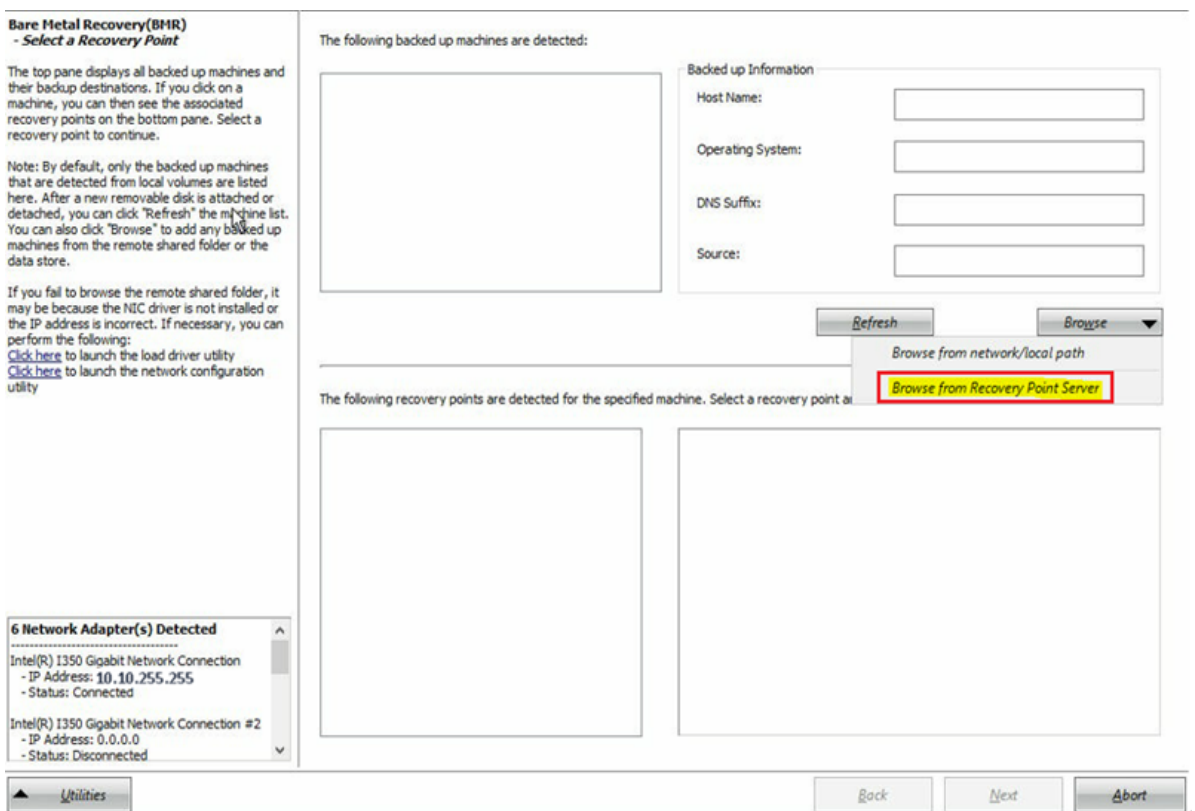 Bare Metal Recovery(BMR)
- Select a Recovery Point
The top pane displays all backed up machines and
their backup destinations. If you click on a
machine, you can then see the associated
recovery points on the bottom pane. Select a
recovery point to continue.
Note: By default, only the backed up machines
that are detected from local volumes are listed
here. After a new removable disk is attached or
detached, you can click "Refresh" the machine list.
You can also click "Browse" to add any backed up
machines from the remote shared folder or the
data store.
If you fail to browse the remote shared folder, it
may be because the NIC driver is not installed or
the IP address is incorrect. If necessary, you can
perform the following:
Click here to launch the load driver utility
Click here to launch the network configuration
utility
6 Network Adapter(s) Detected
------------------------------------
Intel(R) I350 Gigabit Network Connection
- IP Address: 10.10.255.255
- Status: Connected
Intel(R) I350 Gigabit Network Connection #2
- IP Address: 0.0.0.0
- Status: Disconnected
The following backed up machines are detected:
Backed up Information
Host Name:
Operating System:
DNS Suffix:
Source:
Refresh
Browse
Browse from network/local path
Browse from Recovery Point Server
The following recovery points are detected for the specified machine. Select a recovery point
Utilities
Back
Next
Abort